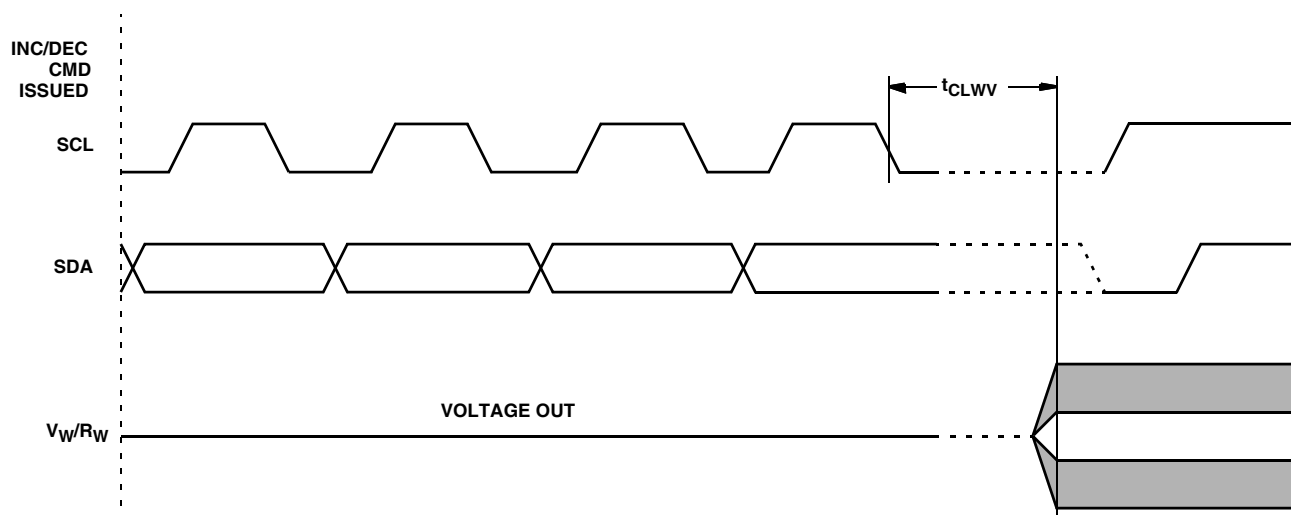 INC/DEC
CMD
ISSUED
tCLWV
SCL
SDA
VOLTAGE OUT
VW/RW